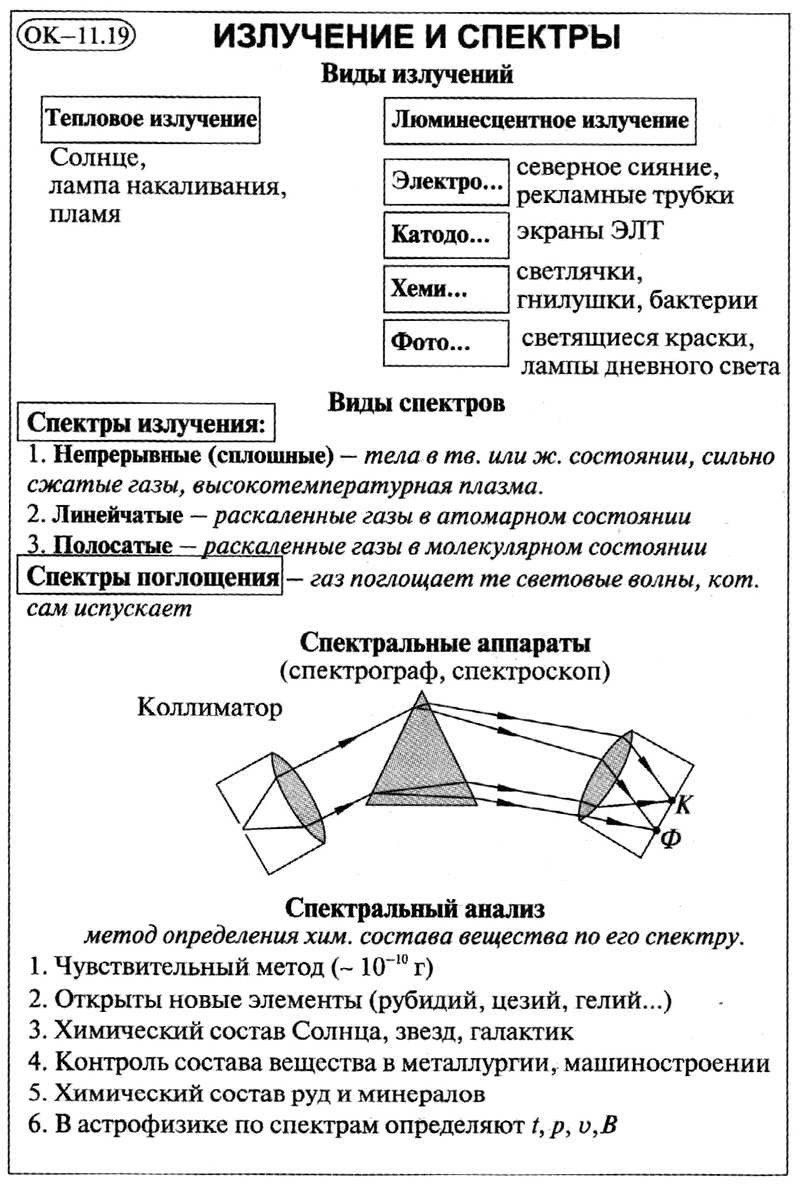 ОК–11.19
ИЗЛУЧЕНИЕ И СПЕКТРЫ
Виды излучений
Тепловое излучение
Солнце,
лампа накаливания,
пламя
Люминесцентное излучение
Электро...
северное сияние,
рекламные трубки
Катодо...
экраны ЭЛТ
Хеми...
светлячки,
гнилушки, бактерии
Фото...
светящиеся краски,
лампы дневного света
Виды спектров
Спектры излучения:
1. Непрерывные (сплошные) – тела в тв. или ж. состоянии, сильно
сжатые газы, высокотемпературная плазма.
2. Линейчатые – раскаленные газы в атомарном состоянии
3. Полосатые – раскаленные газы в молекулярном состоянии
Спектры поглощения – газ поглощает те световые волны, кот.
сам испускает
Спектральные аппараты
(спектрограф, спектроскоп)
Коллиматор
К
Ф
Спектральный анализ
метод определения хим. состава вещества по его спектру.
1. Чувствительный метод (~ 10⁻¹⁰ г)
2. Открыты новые элементы (рубидий, цезий, гелий...)
3. Химический состав Солнца, звезд, галактик
4. Контроль состава вещества в металлургии, машиностроении
5. Химический состав руд и минералов
6. В астрофизике по спектрам определяют t, p, υ, B